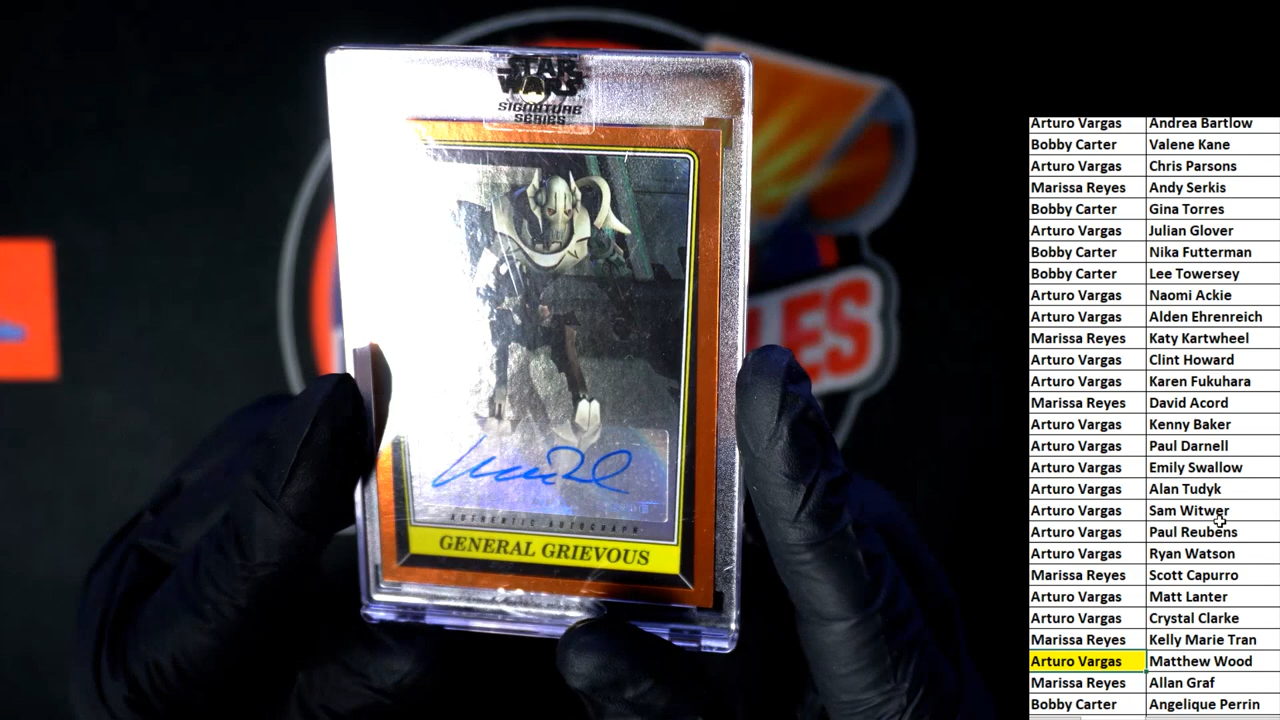 STAR
WARS
SIGNATURE
SERIES
AUTHENTIC AUTOGRAPH
GENERAL GRIEVOUS
LES
Arturo Vargas Andrea Bartlow
Bobby Carter Valene Kane
Arturo Vargas Chris Parsons
Marissa Reyes Andy Serkis
Bobby Carter Gina Torres
Arturo Vargas Julian Glover
Bobby Carter Nika Futterman
Bobby Carter Lee Towersey
Arturo Vargas Naomi Ackie
Arturo Vargas Alden Ehrenreich
Marissa Reyes Katy Kartwheel
Arturo Vargas Clint Howard
Arturo Vargas Karen Fukuhara
Marissa Reyes David Acord
Arturo Vargas Kenny Baker
Arturo Vargas Paul Darnell
Arturo Vargas Emily Swallow
Arturo Vargas Alan Tudyk
Arturo Vargas Sam Witwer
Arturo Vargas Paul Reubens
Arturo Vargas Ryan Watson
Marissa Reyes Scott Capurro
Arturo Vargas Matt Lanter
Arturo Vargas Crystal Clarke
Marissa Reyes Kelly Marie Tran
Arturo Vargas Matthew Wood
Marissa Reyes Allan Graf
Bobby Carter Angelique Perrin